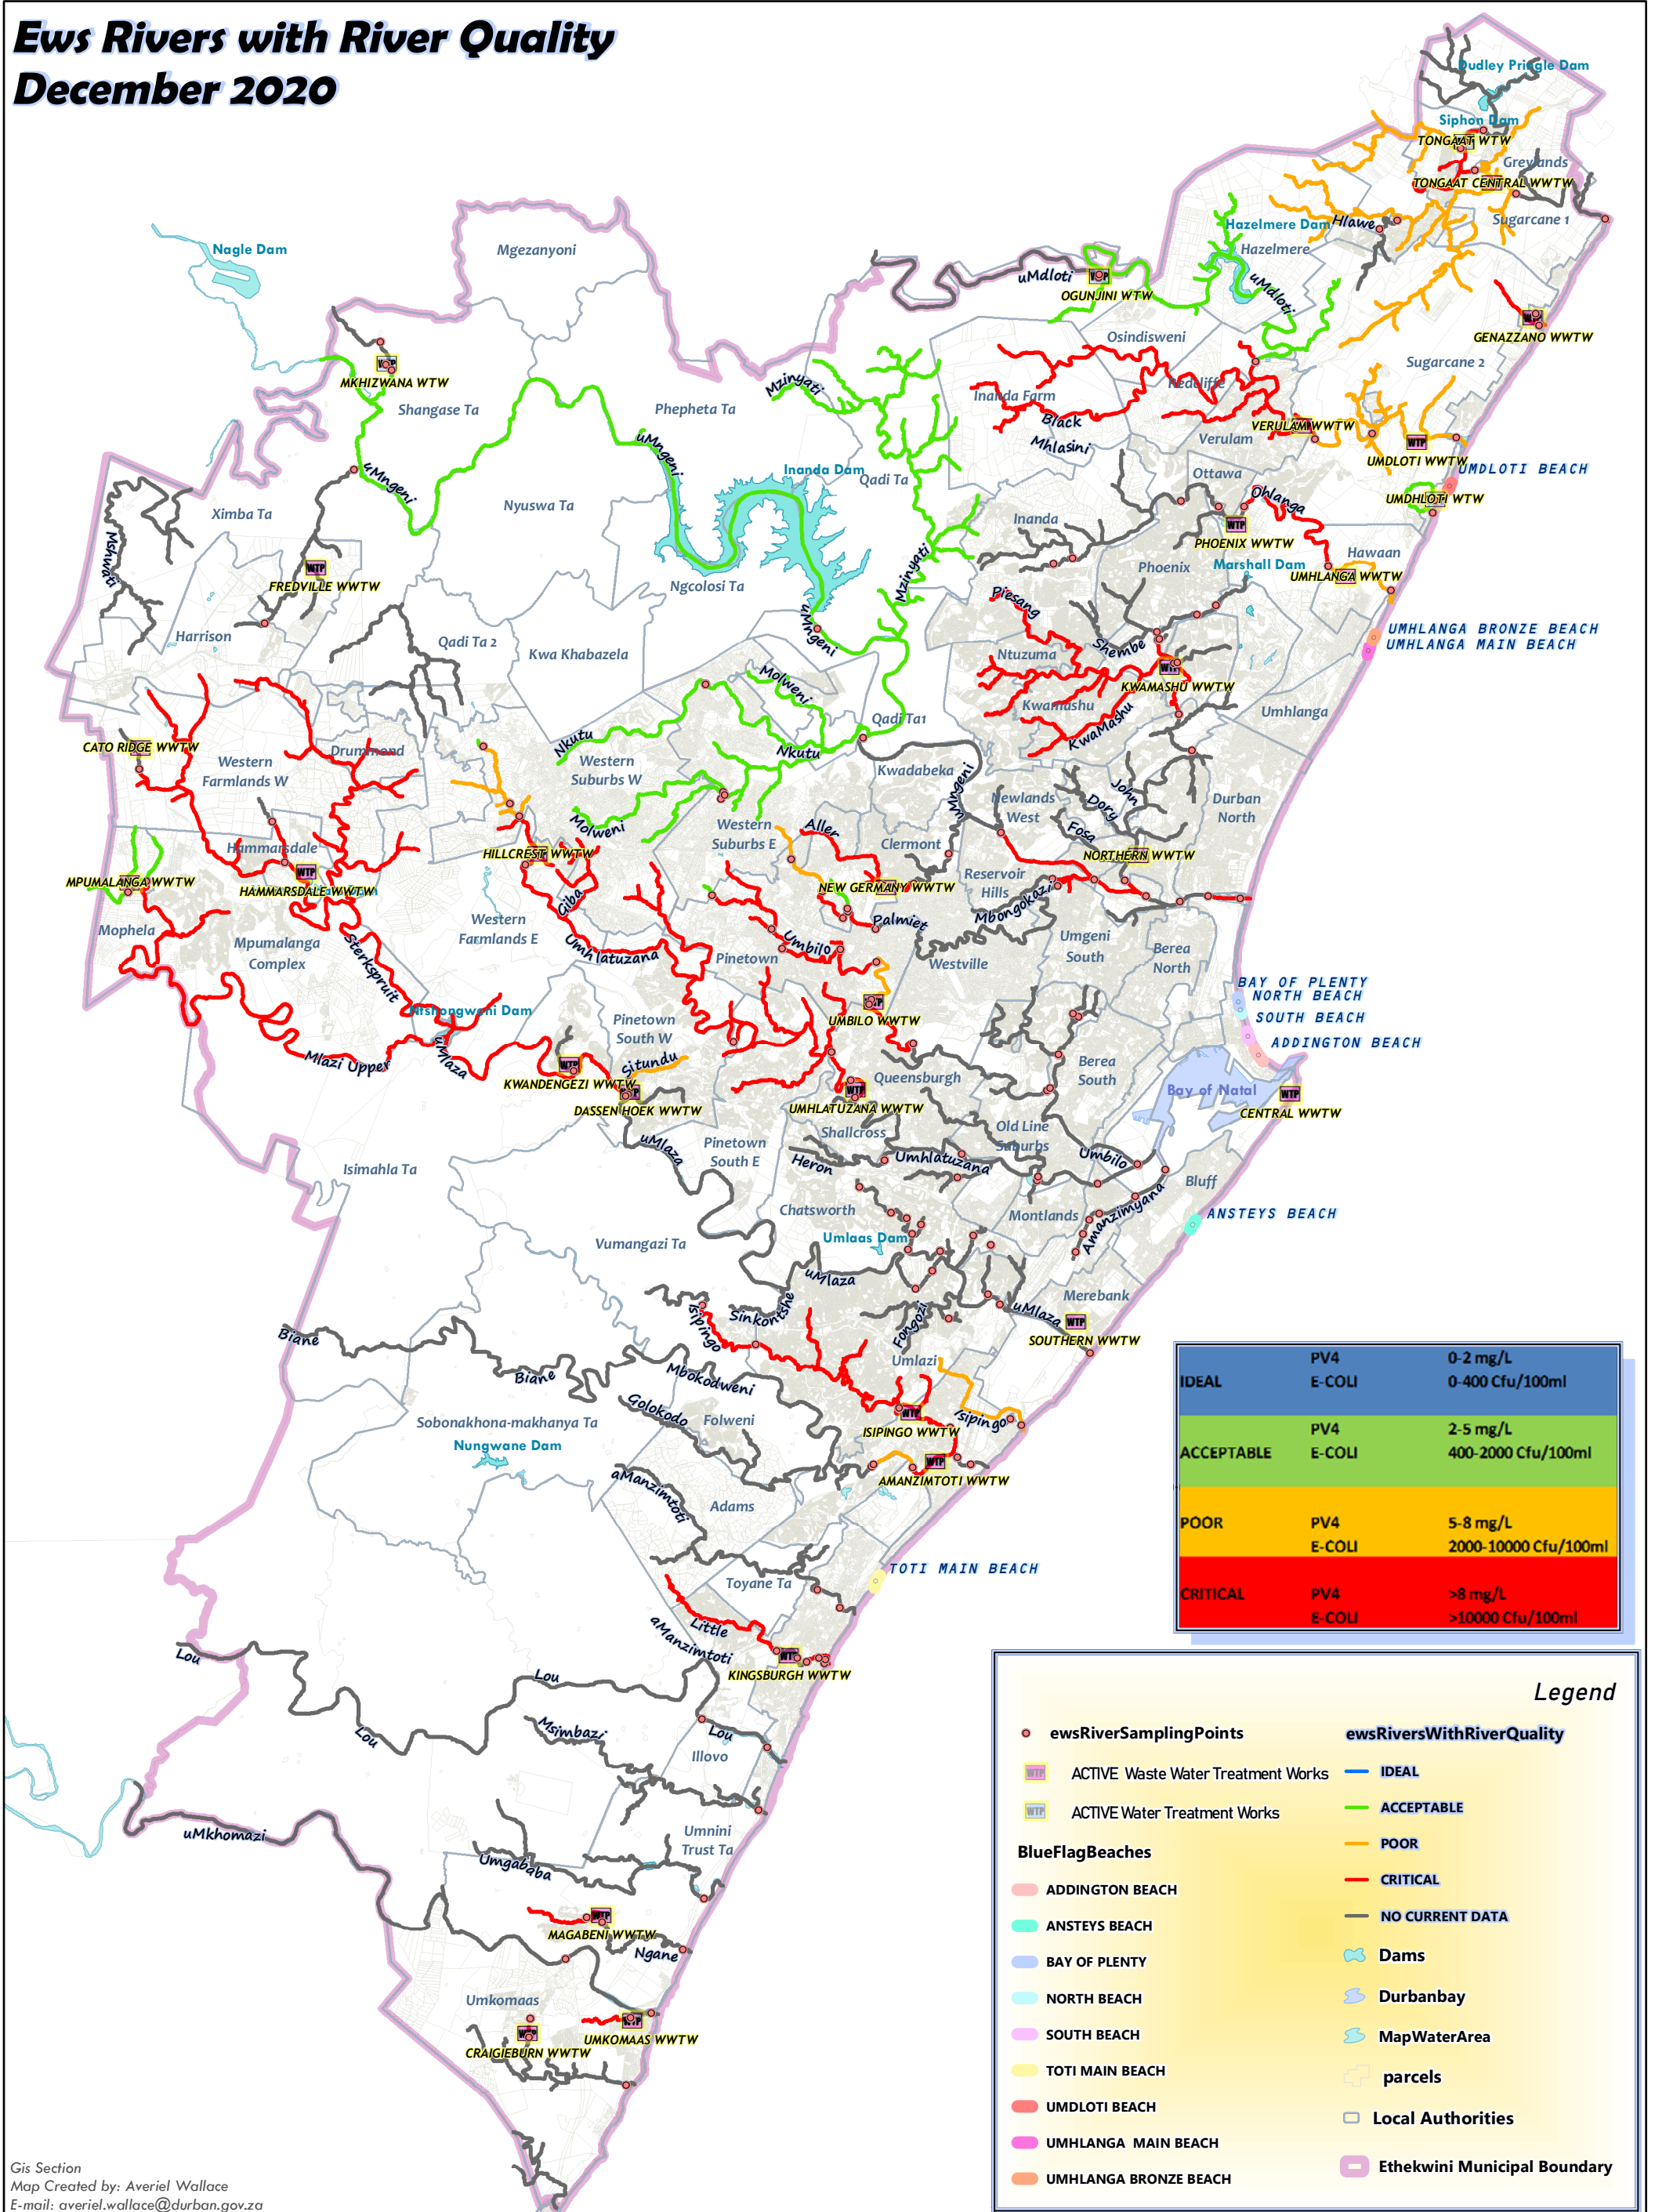 Ews Rivers with River Quality
December 2020
Dudley Pringle Dam
Siphon Dam
TONGAAT WTW
Greylands
TONGAAT CENTRAL WWTW
Sugarcane 1
Hlawe
Hazelmere Dam
Hazelmere
Nagle Dam
Mgezanyoni
uMdloti
uMdloti
OGUNJINI WTW
GENAZZANO WWTW
Osindisweni
Sugarcane 2
MKHIZWANA WTW
Shangase Ta
Phepheta Ta
Mzinyati
Redcliffe
Inanda Farm
Black
Mhlasini
VERULAM WWTW
Verulam
UMDLOTI WWTW
UMDLOTI BEACH
uMngeni
uMngeni
Inanda Dam
Qadi Ta
Ottawa
Ohlanga
UMDHLOTI WTW
Nyuswa Ta
Ximba Ta
Mshwati
Inanda
PHOENIX WWTW
Hawaan
Phoenix
Marshall Dam
UMHLANGA WWTW
FREDVILLE WWTW
Ngcolosi Ta
Mzinyati
Piesang
uMngeni
Harrison
Qadi Ta 2
Kwa Khabazela
Shembe
Ntuzuma
UMHLANGA BRONZE BEACH
UMHLANGA MAIN BEACH
KWAMASHU WWTW
Molweni
Kwamashu
KwaMashu
Umhlanga
Qadi Ta1
CATO RIDGE WWTW
Drummond
Nkutu
Nkutu
Western
Farmlands W
Western
Suburbs W
Kwadabeka
uMngeni
Newlands
West
John
Dory
Fosa
Durban
North
Molweni
Western
Suburbs E
Aller
Clermont
Hammarsdale
HILLCREST WWTW
NORTHERN WWTW
MPUMALANGA WWTW
HAMMARSDALE WWTW
NEW GERMANY WWTW
Reservoir
Hills
Mbongokazi
Giba
Palmiet
Mophela
Western
Farmlands E
Mpumalanga
Complex
Sterkspruit
Umhlatuzana
Umbilo
Pinetown
Westville
Umgeni
South
Berea
North
BAY OF PLENTY
NORTH BEACH
SOUTH BEACH
ADDINGTON BEACH
Ntshongweni Dam
Pinetown
South W
UMBILO WWTW
Mlazi Upper
uMlaza
Situndu
KWANDENGEZI WWTW
DASSENHOEK WWTW
Queensburgh
Berea
South
Bay of Natal
CENTRAL WWTW
UMHLATUZANA WWTW
Shallcross
Old Line
Suburbs
uMlaza
Pinetown
South E
Heron
Umhlatuzana
Umbilo
Isimahla Ta
Bluff
Chatsworth
Montlands
Amanzimyana
ANSTEYS BEACH
Umlaas Dam
Vumangazi Ta
uMlaza
Merebank
Sinkontshe
Isipingo
Fongozi
uMlaza
SOUTHERN WWTW
Biane
Biane
Umlazi
Mbokodweni
Golokodo
Sobonakhona-makhanya Ta
Folweni
Isipingo
ISIPINGO WWTW
Nungwane Dam
AMANZIMTOTI WWTW
aManzimtoti
Adams
TOTI MAIN BEACH
Toyane Ta
Little
aManzimtoti
KINGSBURGH WWTW
Lou
Lou
Lou
Lou
Msimbazi
Illovo
uMkhomazi
Umnini
Trust Ta
Umgababa
MAGABENI WWTW
Ngane
Umkomaas
UMKOMAAS WWTW
CRAIGIEBURN WWTW
IDEAL
PV4 0-2 mg/L
E-COLI 0-400 Cfu/100ml
ACCEPTABLE
PV4 2-5 mg/L
E-COLI 400-2000 Cfu/100ml
POOR PV4 5-8 mg/L
E-COLI 2000-10000 Cfu/100ml
CRITICAL PV4 >8 mg/L
E-COLI >10000 Cfu/100ml
Legend
ewsRiverSamplingPoints
WTP ACTIVE Waste Water Treatment Works
WTP ACTIVE Water Treatment Works
BlueFlagBeaches
ADDINGTON BEACH
ANSTEYS BEACH
BAY OF PLENTY
NORTH BEACH
SOUTH BEACH
TOTI MAIN BEACH
UMDLOTI BEACH
UMHLANGA MAIN BEACH
UMHLANGA BRONZE BEACH
ewsRiversWithRiverQuality
IDEAL
ACCEPTABLE
POOR
CRITICAL
NO CURRENT DATA
Dams
Durbanbay
MapWaterArea
parcels
Local Authorities
Ethekwini Municipal Boundary
Gis Section
Map Created by: Averiel Wallace
E-mail: averiel.wallace@durban.gov.za